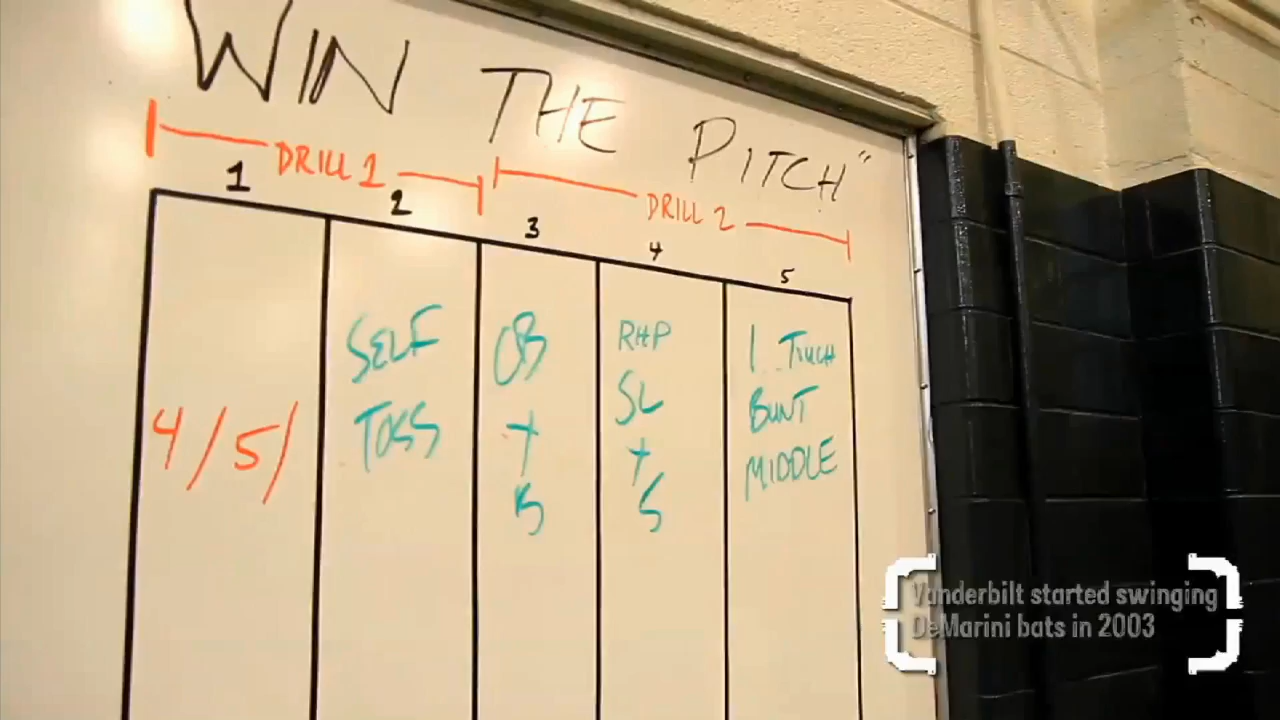 WIN THE PITCH"
DRILL 1
DRILL 2
1
2
3
4
5
4/5/
SELF
TOSS
OB
+
B
RHP
SL
+
S
1 TOUCH
BUNT
MIDDLE
Vanderbilt started swinging
DeMarini bats in 2003